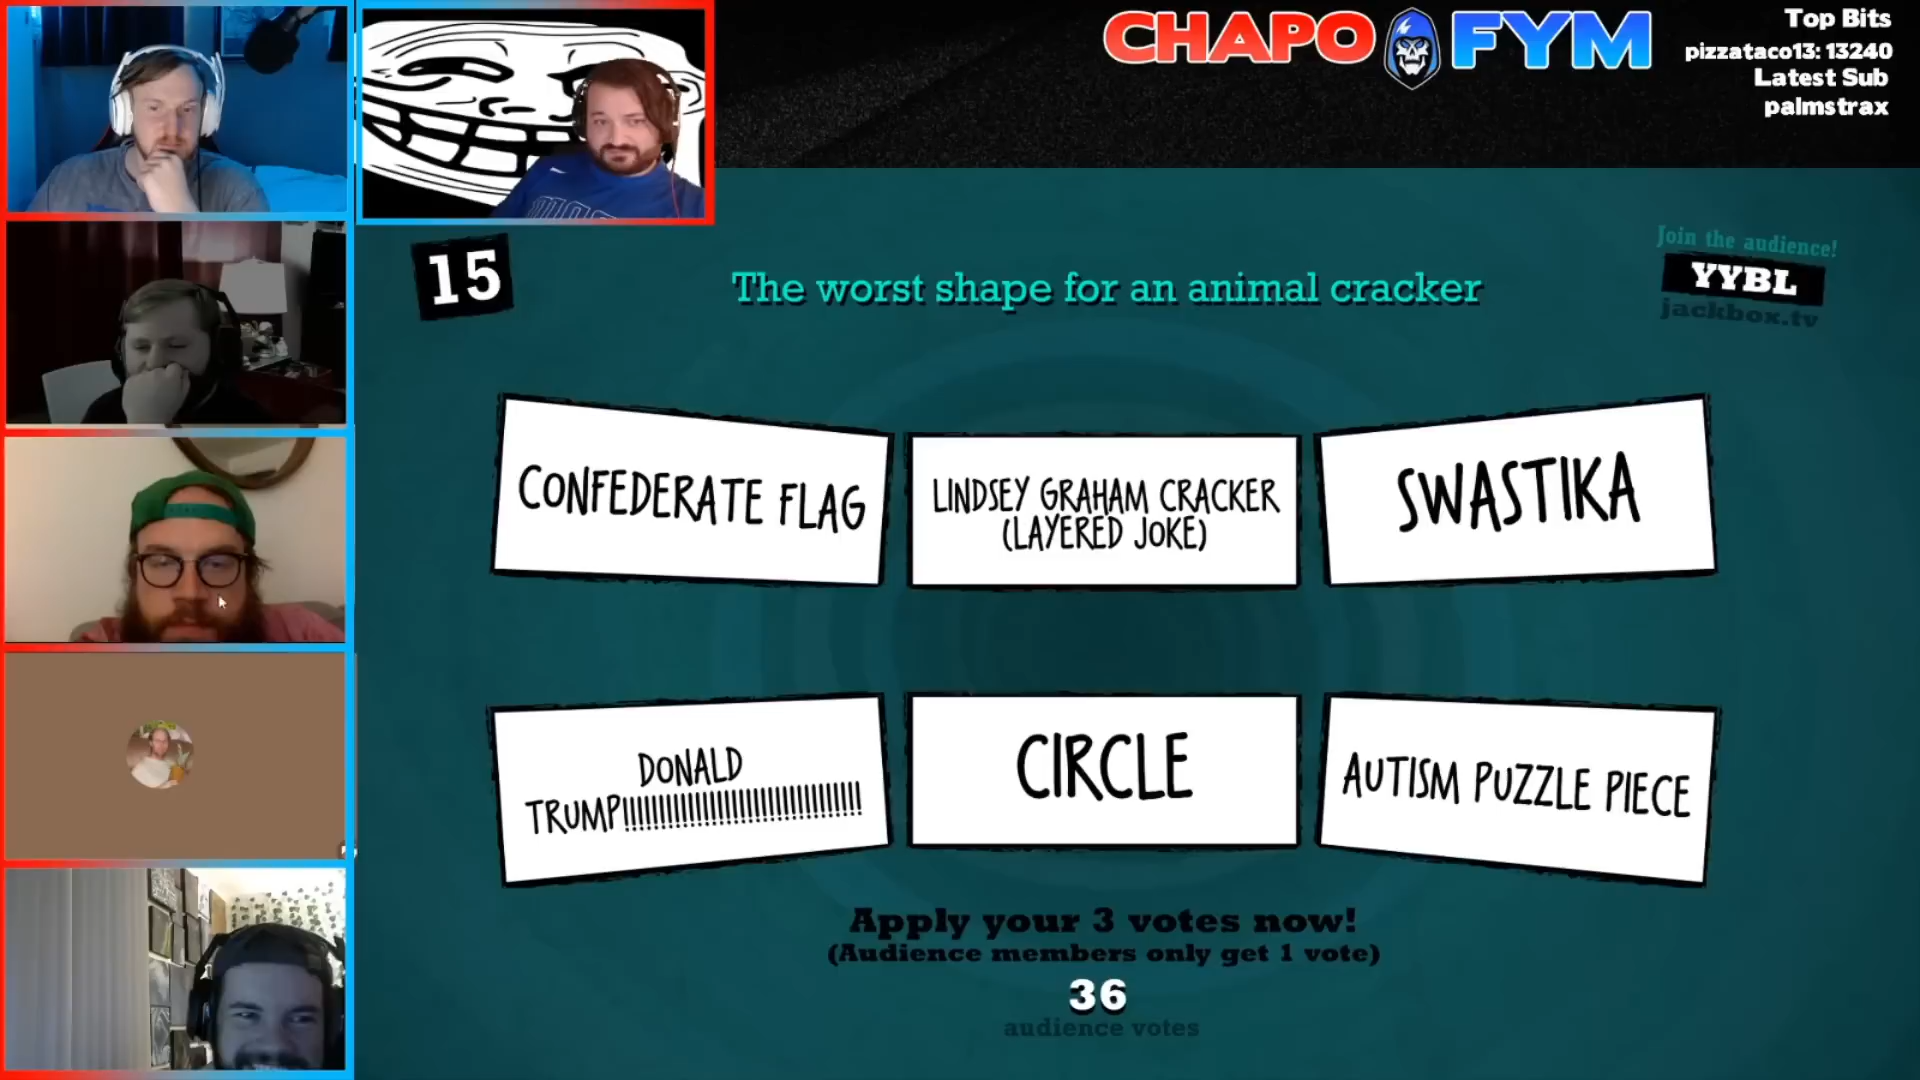 CHAPO FYM
Top Bits
pizzataco13: 13240
Latest Sub
palmstrax
15
The worst shape for an animal cracker
Join the audience!
YYBL
jackbox.tv
CONFEDERATE FLAG
LINDSEY GRAHAM CRACKER
(LAYERED JOKE)
SWASTIKA
DONALD
TRUMP!!!!!!!!!!!!!!!!!!!!!!!!!!!!!!!!!
CIRCLE
AUTISM PUZZLE PIECE
Apply your 3 votes now!
(Audience members only get 1 vote)
36
audience votes